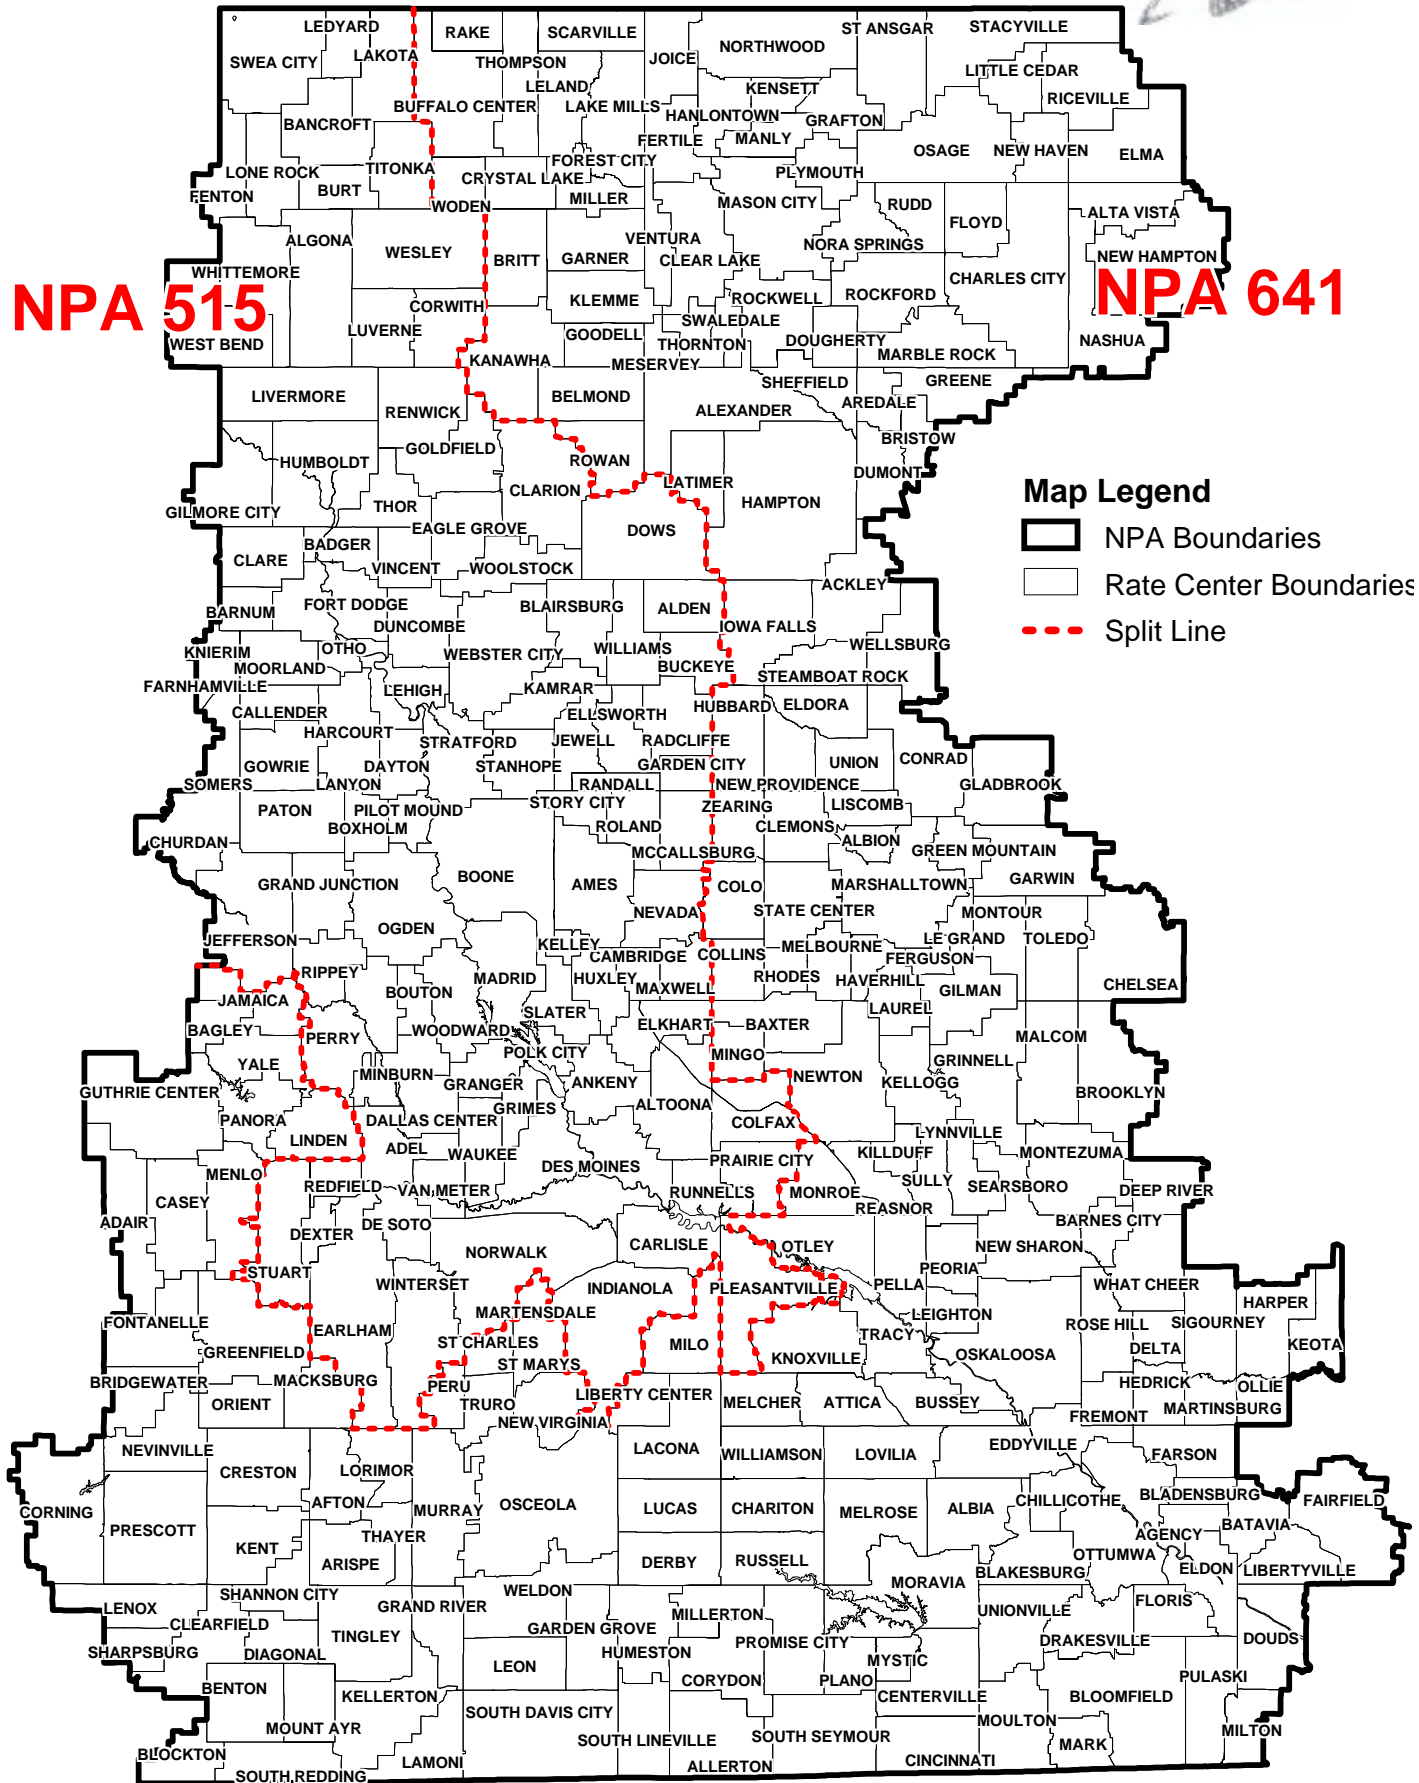 LEDYARD
RAKE
SCARVILLE
ST ANSGAR
STACYVILLE
SWEA CITY
LAKOTA
THOMPSON
JOICE
NORTHWOOD
LITTLE CEDAR
LELAND
KENSETT
RICEVILLE
BUFFALO CENTER
LAKE MILLS
HANLONTOWN
GRAFTON
BANCROFT
FERTILE
MANLY
OSAGE
NEW HAVEN
ELMA
LONE ROCK
TITONKA
FOREST CITY
CRYSTAL LAKE
PLYMOUTH
FENTON
BURT
WODEN
MILLER
MASON CITY
RUDD
FLOYD
ALTA VISTA
ALGONA
WESLEY
BRITT
GARNER
VENTURA
CLEAR LAKE
NORA SPRINGS
NEW HAMPTON
WHITTEMORE
CHARLES CITY
NPA 515
NPA 641
CORWITH
KLEMME
ROCKWELL
ROCKFORD
LUVERNE
GOODELL
SWALEDALE
WEST BEND
THORNTON
DOUGHERTY
NASHUA
KANAWHA
MESERVEY
MARBLE ROCK
LIVERMORE
BELMOND
SHEFFIELD
GREENE
RENWICK
ALEXANDER
AREDALE
GOLDFIELD
BRISTOW
HUMBOLDT
ROWAN
DUMONT
CLARION
LATIMER
HAMPTON
Map Legend
GILMORE CITY
THOR
EAGLE GROVE
DOWS
NPA Boundaries
BADGER
CLARE
VINCENT
WOOLSTOCK
ACKLEY
Rate Center Boundaries
BARNUM
FORT DODGE
BLAIRSBURG
ALDEN
DUNCOMBE
IOWA FALLS
Split Line
KNIERIM
OTHO
WEBSTER CITY
WILLIAMS
WELLSBURG
MOORLAND
BUCKEYE
STEAMBOAT ROCK
FARNHAMVILLE
LEHIGH
KAMRAR
HUBBARD
ELDORA
CALLENDER
ELLSWORTH
HARCOURT
STRATFORD
JEWELL
RADCLIFFE
GOWRIE
DAYTON
STANHOPE
GARDEN CITY
UNION
CONRAD
SOMERS
LANYON
RANDALL
NEW PROVIDENCE
GLADBROOK
PATON
PILOT MOUND
STORY CITY
ZEARING
LISCOMB
BOXHOLM
ROLAND
CLEMONS
CHURDAN
MCCALLSBURG
ALBION
GREEN MOUNTAIN
GRAND JUNCTION
BOONE
AMES
COLO
MARSHALLTOWN
GARWIN
NEVADA
STATE CENTER
MONTOUR
JEFFERSON
OGDEN
KELLEY
CAMBRIDGE
COLLINS
MELBOURNE
LE GRAND
TOLEDO
FERGUSON
RIPPEY
MADRID
HUXLEY
MAXWELL
RHODES
HAVERHILL
GILMAN
CHELSEA
JAMAICA
BOUTON
SLATER
LAUREL
BAGLEY
PERRY
WOODWARD
ELKHART
BAXTER
MALCOM
YALE
POLK CITY
MINGO
GRINNELL
GUTHRIE CENTER
MINBURN
GRANGER
ANKENY
NEWTON
KELLOGG
BROOKLYN
PANORA
DALLAS CENTER
GRIMES
ALTOONA
COLFAX
LINDEN
ADEL
WAUKEE
LYNNVILLE
MENLO
DES MOINES
PRAIRIE CITY
KILLDUFF
MONTEZUMA
CASEY
REDFIELD
VAN METER
RUNNELLS
MONROE
SULLY
SEARSBORO
DEEP RIVER
ADAIR
DEXTER
DE SOTO
REASNOR
BARNES CITY
NORWALK
CARLISLE
OTLEY
NEW SHARON
STUART
WINTERSET
INDIANOLA
PLEASANTVILLE
PELLA
PEORIA
WHAT CHEER
HARPER
FONTANELLE
EARLHAM
MARTENSDALE
LEIGHTON
ROSE HILL
SIGOURNEY
KEOTA
GREENFIELD
ST CHARLES
MILO
TRACY
DELTA
ST MARYS
KNOXVILLE
OSKALOOSA
BRIDGEWATER
MACKSBURG
PERU
LIBERTY CENTER
HEDRICK
OLLIE
ORIENT
TRURO
MELCHER
ATTICA
BUSSEY
MARTINSBURG
NEW VIRGINIA
FREMONT
NEVINVILLE
LACONA
WILLIAMSON
LOVILIA
EDDYVILLE
FARSON
CRESTON
LORIMOR
CORNING
AFTON
MURRAY
OSCEOLA
LUCAS
CHARITON
MELROSE
ALBIA
CHILLICOTHE
BLADENSBURG
FAIRFIELD
PRESCOTT
THAYER
AGENCY
BATAVIA
KENT
ARISPE
DERBY
RUSSELL
OTTUMWA
ELDON
LIBERTYVILLE
SHANNON CITY
WELDON
MORAVIA
BLAKESBURG
LENOX
GRAND RIVER
MILLERTON
UNIONVILLE
FLORIS
CLEARFIELD
TINGLEY
GARDEN GROVE
SHARPSBURG
DIAGONAL
HUMESTON
PROMISE CITY
DRAKESVILLE
DOUDS
LEON
MYSTIC
BENTON
CORYDON
PLANO
PULASKI
KELLERTON
CENTERVILLE
BLOOMFIELD
SOUTH DAVIS CITY
MOUNT AYR
SOUTH LINEVILLE
SOUTH SEYMOUR
MOULTON
MILTON
BLOCKTON
MARK
LAMONI
ALLERTON
CINCINNATI
SOUTH REDDING